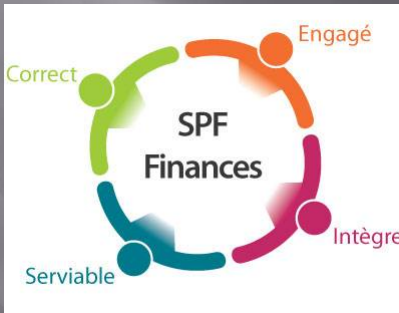 Engagé
Correct
SPF
Finances
Intègre
Serviable